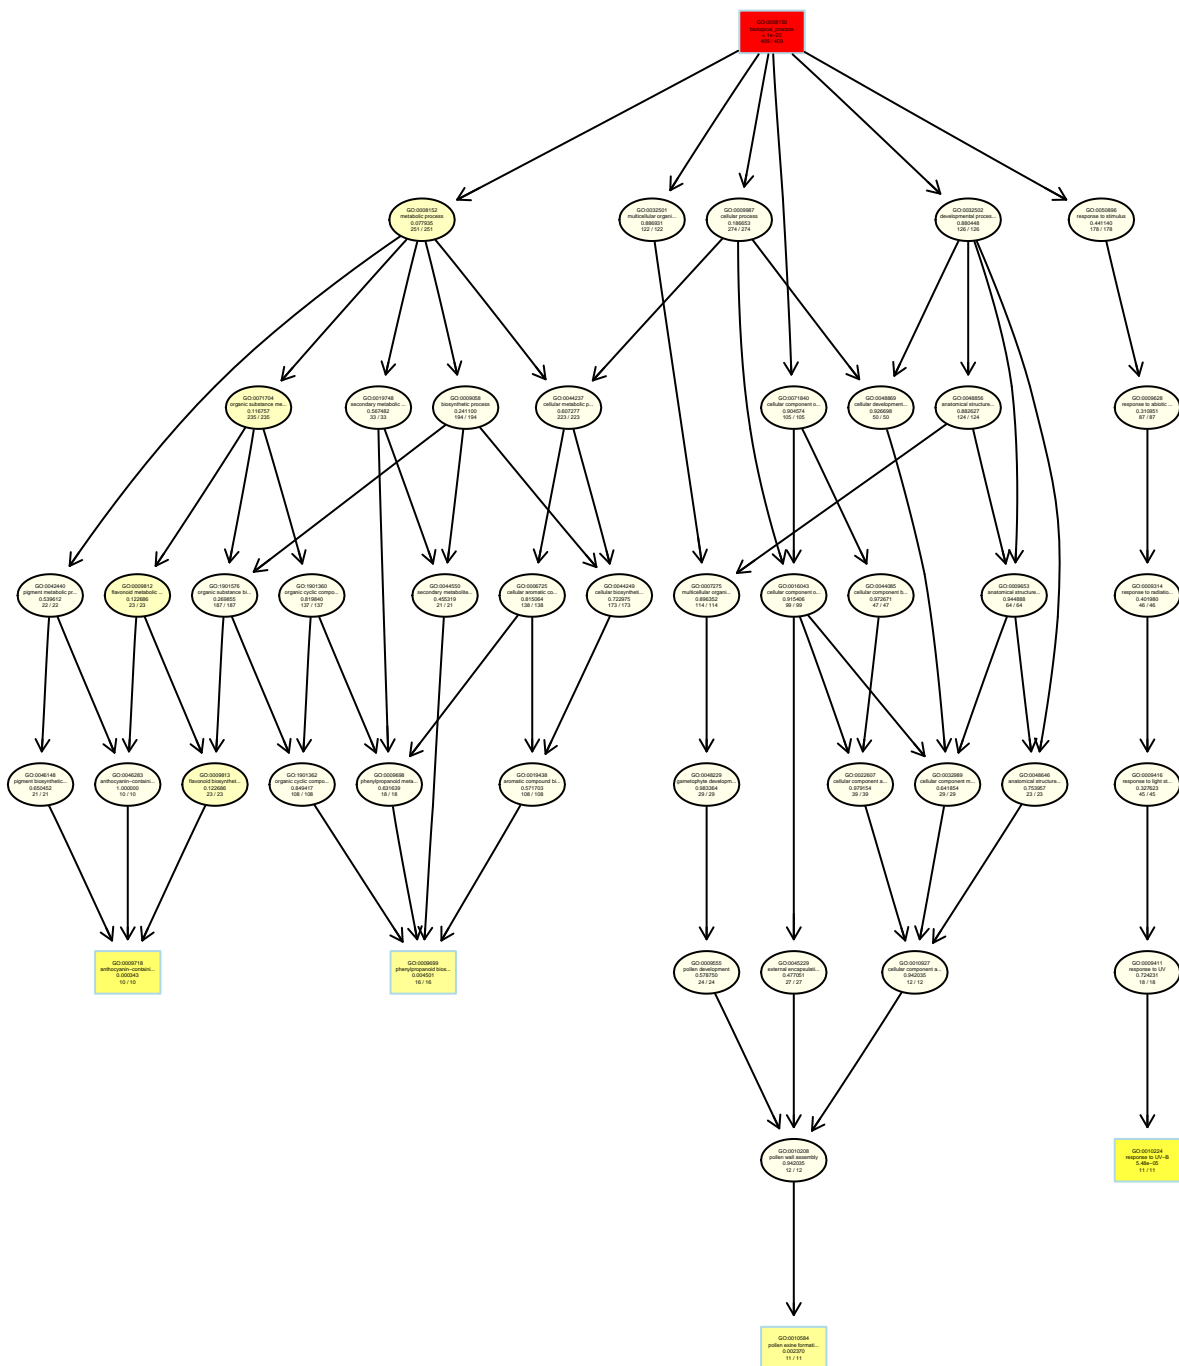 biological_process
GO:0008152
metabolic process
0.077935
251 / 251
GO:0032501
multicellular organi...
0.886931
122 / 122
GO:0009987
cellular process
0.186653
274 / 274
GO:0032502
developmental proces...
0.880448
126 / 126
GO:0050896
response to stimulus
0.441140
178 / 178
GO:0071704
organic substance me...
0.116757
235 / 235
GO:0019748
secondary metabolic ...
0.567482
33 / 33
GO:0009058
biosynthetic process
0.241100
194 / 194
GO:0044237
cellular metabolic p...
0.607277
223 / 223
GO:0071840
cellular component o...
0.904574
105 / 105
GO:0048869
cellular development...
0.926698
50 / 50
GO:0048856
anatomical structure...
0.882627
124 / 124
GO:0009628
response to abiotic ...
0.310951
87 / 87
GO:0042440
pigment metabolic pr...
0.539612
22 / 22
GO:0009812
flavonoid metabolic ...
0.122686
23 / 23
GO:1901576
organic substance bi...
0.269855
187 / 187
GO:1901360
organic cyclic compo...
0.819840
137 / 137
GO:0044550
secondary metabolite...
0.455319
21 / 21
GO:0006725
cellular aromatic co...
0.815064
138 / 138
GO:0044249
cellular biosyntheti...
0.722975
173 / 173
GO:0007275
multicellular organi...
0.896352
114 / 114
GO:0016043
cellular component o...
0.915406
99 / 99
GO:0044085
cellular component b...
0.972671
47 / 47
GO:0009653
anatomical structure...
0.944888
64 / 64
GO:0009314
response to radiatio...
0.401980
46 / 46
GO:0046148
pigment biosynthetic...
0.650452
21 / 21
GO:0046283
anthocyanin−containi...
1.000000
10 / 10
GO:0009813
flavonoid biosynthet...
0.122686
23 / 23
GO:1901362
organic cyclic compo...
0.849417
108 / 108
GO:0009698
phenylpropanoid meta...
0.631639
18 / 18
GO:0019438
aromatic compound bi...
0.571703
108 / 108
GO:0048229
gametophyte developm...
0.983364
29 / 29
GO:0022607
cellular component a...
0.979154
39 / 39
GO:0032989
cellular component m...
0.641854
29 / 29
GO:0048646
anatomical structure...
0.753957
23 / 23
GO:0009416
response to light st...
0.327623
45 / 45
GO:0009718
anthocyanin−containi...
0.000343
10 / 10
GO:0009699
phenylpropanoid bios...
0.004501
16 / 16
GO:0009555
pollen development
0.578750
24 / 24
GO:0045229
external encapsulati...
0.477051
27 / 27
GO:0010927
cellular component a...
0.942035
12 / 12
GO:0009411
response to UV
0.724231
18 / 18
GO:0010208
pollen wall assembly
0.942035
12 / 12
GO:0010224
response to UV−B
5.48e−05
11 / 11
GO:0010584
pollen exine formati...
0.002370
11 / 11